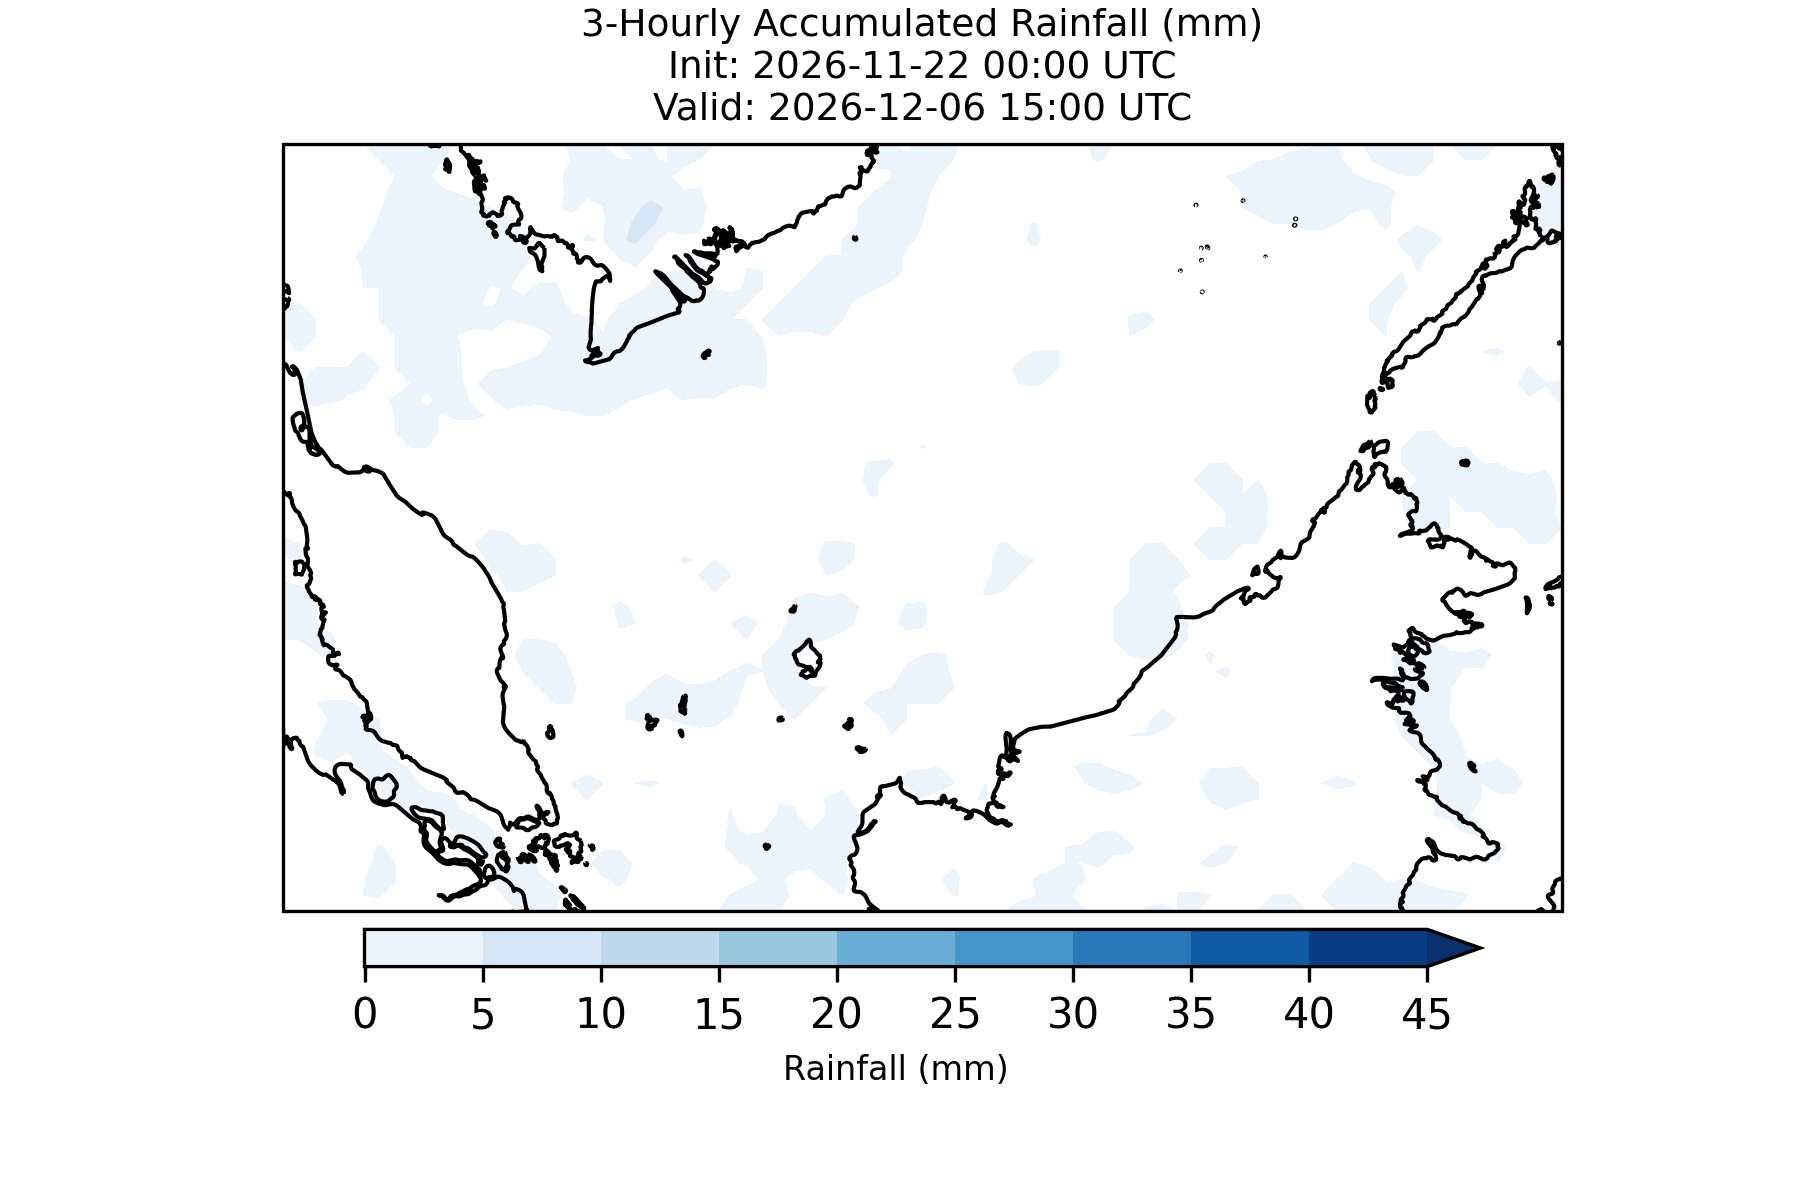 3-Hourly Accumulated Rainfall (mm)
Init: 2026-11-22 00:00 UTC
Valid: 2026-12-06 15:00 UTC
0 5 10 15 20 25 30 35 40 45
Rainfall (mm)